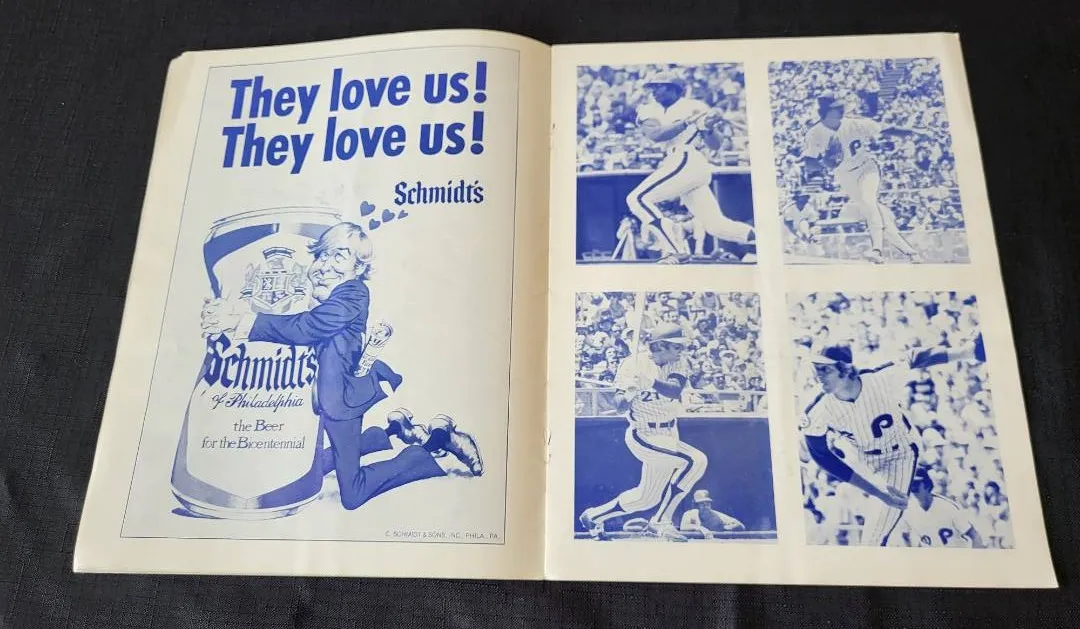 They love us!
They love us!
Schmidt's
Schmidt's
of Philadelphia
the Beer
for the Bicentennial
C. SCHMIDT & SONS, INC., PHILA., PA.
P
21
P
P